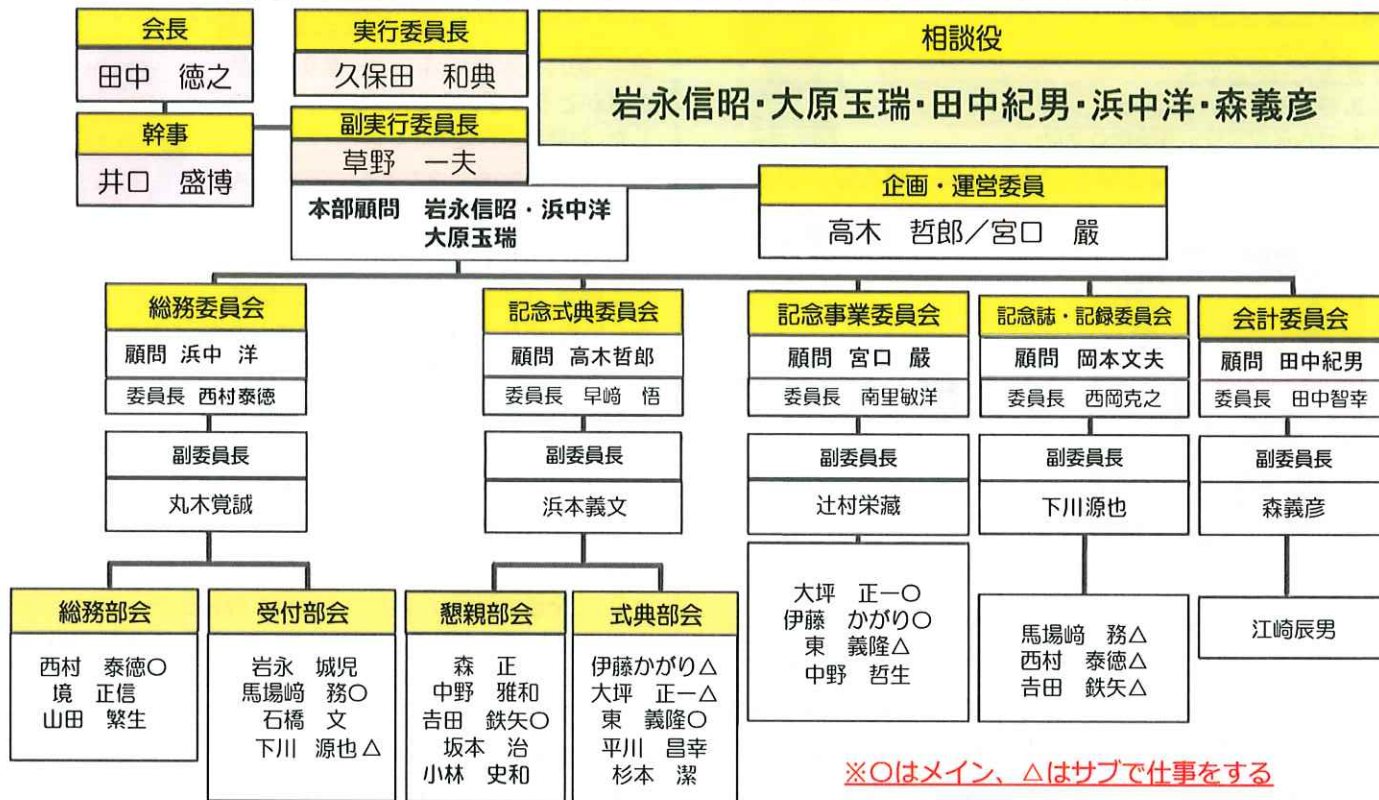 会長
田中　徳之
幹事
井口　盛博
実行委員長
久保田　和典
副実行委員長
草野　一夫
本部顧問　岩永信昭・浜中洋
大原玉瑞
相談役
岩永信昭・大原玉瑞・田中紀男・浜中洋・森義彦
企画・運営委員
高木　哲郎／宮口　巖
総務委員会
顧問 浜中 洋
委員長 西村泰徳
副委員長
丸木覚誠
総務部会
西村　泰徳〇
境　正信
山田　繁生
受付部会
岩永　城児
馬場﨑　務〇
石橋　文
下川　源也△
記念式典委員会
顧問 高木哲郎
委員長 早﨑　悟
副委員長
浜本義文
懇親部会
森　正
中野　雅和
吉田　鉄矢〇
坂本　治
小林　史和
式典部会
伊藤かがり△
大坪　正一△
東　義隆〇
平川　昌幸
杉本　潔
記念事業委員会
顧問 宮口 巖
委員長　南里敏洋
副委員長
辻村栄蔵
大坪　正一〇
伊藤　かがり〇
東　義隆△
中野　哲生
記念誌・記録委員会
顧問 岡本文夫
委員長　西岡克之
副委員長
下川源也
馬場﨑　務△
西村　泰徳△
吉田　鉄矢△
会計委員会
顧問 田中紀男
委員長　田中智幸
副委員長
森義彦
江崎辰男
※〇はメイン、△はサブで仕事をする